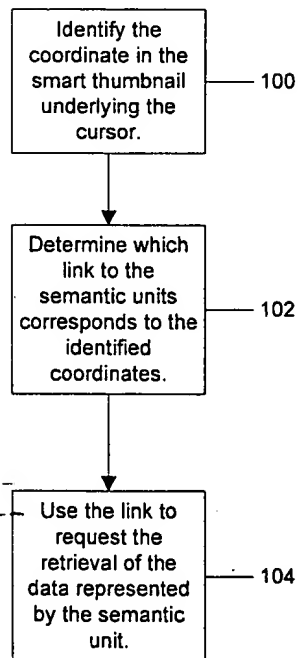 Identify the
coordinate in the
smart thumbnail
underlying the
cursor.
100
Determine which
link to the
semantic units
corresponds to the
identified
coordinates.
102
Use the link to
request the
retrieval of the
data represented
by the semantic
unit.
104